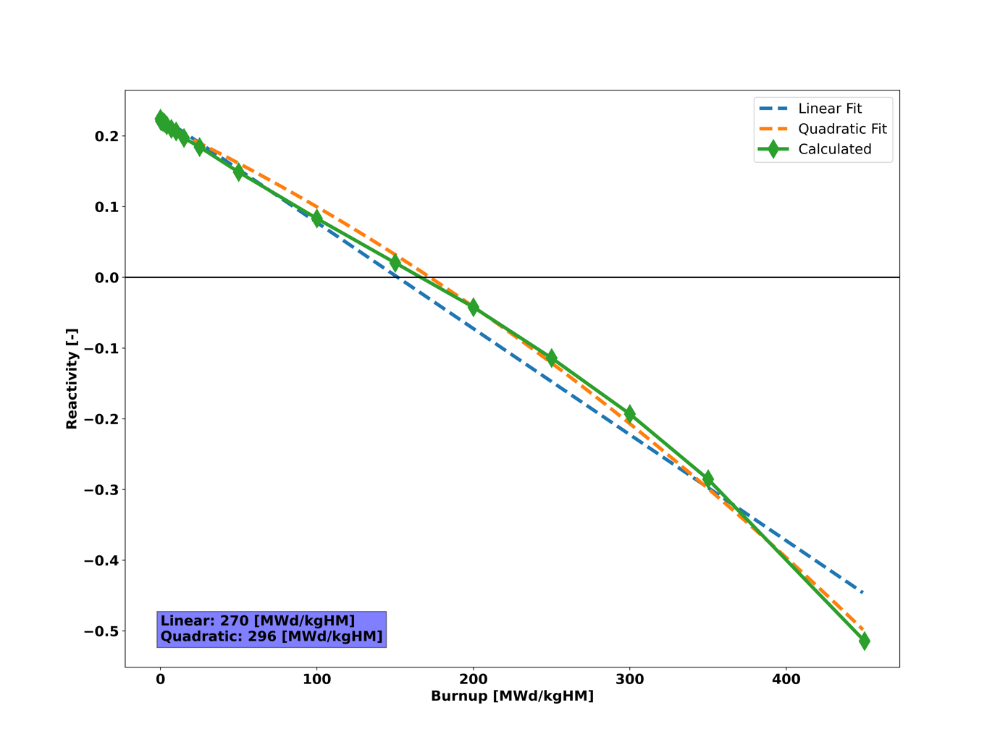 Linear Fit
Quadratic Fit
Calculated
0.2
0.1
0.0
−0.1
−0.2
−0.3
−0.4
−0.5
Reactivity [-]
Linear: 270 [MWd/kgHM]
Quadratic: 296 [MWd/kgHM]
0 100 200 300 400
Burnup [MWd/kgHM]